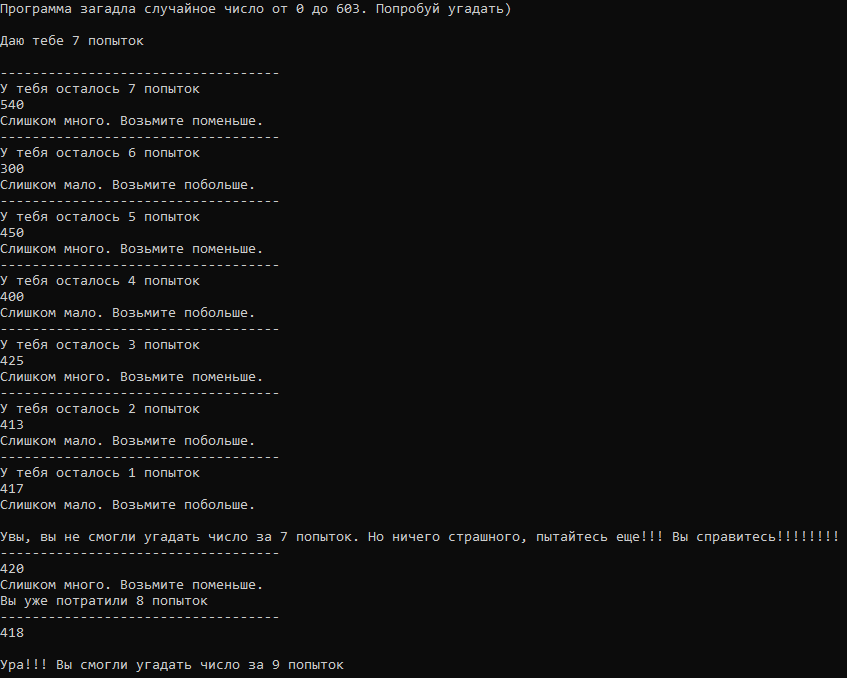 Программа загадла случайное число от 0 до 603. Попробуй угадать)
Даю тебе 7 попыток
-----------------------------------
У тебя осталось 7 попыток
540
Слишком много. Возьмите поменьше.
-----------------------------------
У тебя осталось 6 попыток
300
Слишком мало. Возьмите побольше.
-----------------------------------
У тебя осталось 5 попыток
450
Слишком много. Возьмите поменьше.
-----------------------------------
У тебя осталось 4 попыток
400
Слишком мало. Возьмите побольше.
-----------------------------------
У тебя осталось 3 попыток
425
Слишком много. Возьмите поменьше.
-----------------------------------
У тебя осталось 2 попыток
413
Слишком мало. Возьмите побольше.
-----------------------------------
У тебя осталось 1 попыток
417
Слишком мало. Возьмите побольше.
Увы, вы не смогли угадать число за 7 попыток. Но ничего страшного, пытайтесь еще!!! Вы справитесь!!!!!!!!
-----------------------------------
420
Слишком много. Возьмите поменьше.
Вы уже потратили 8 попыток
-----------------------------------
418
Ура!!! Вы смогли угадать число за 9 попыток